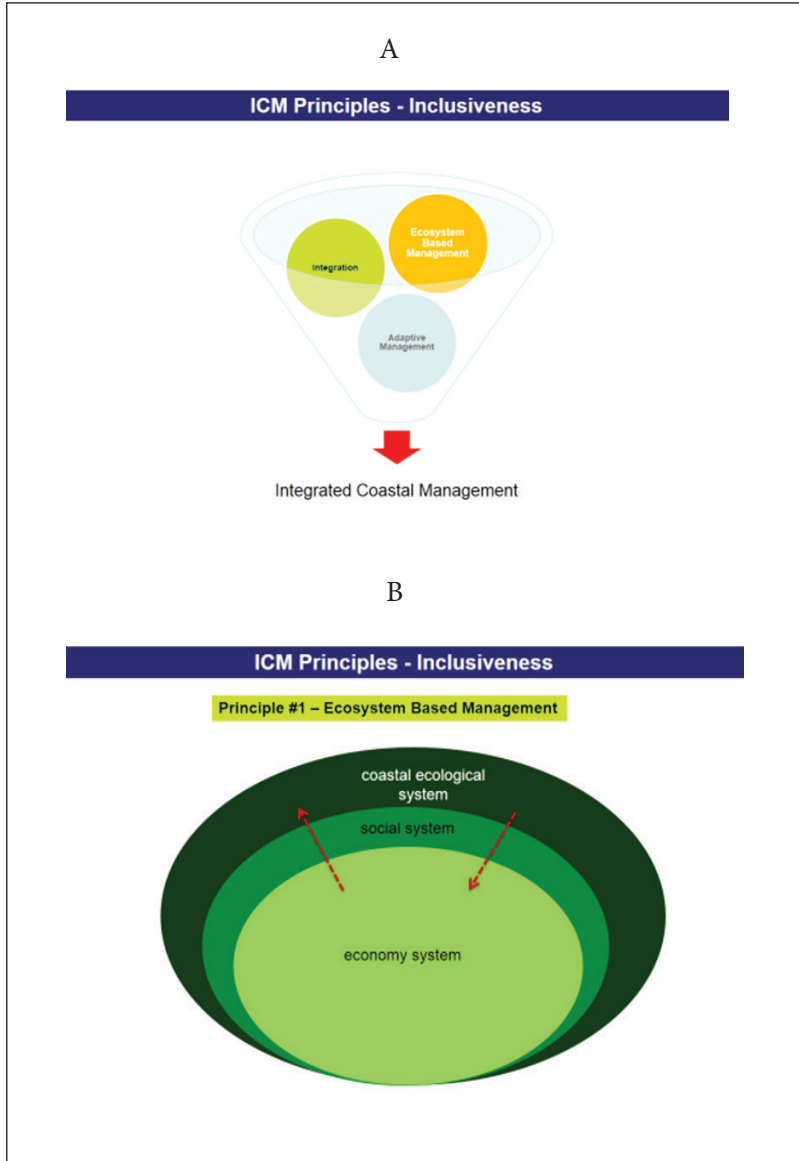 A
ICM Principles - Inclusiveness
Ecosystem
Based
Management
Integration
Adaptive
Management
Integrated Coastal Management
B
ICM Principles - Inclusiveness
Principle #1 – Ecosystem Based Management
coastal ecological
system
social system
economy system